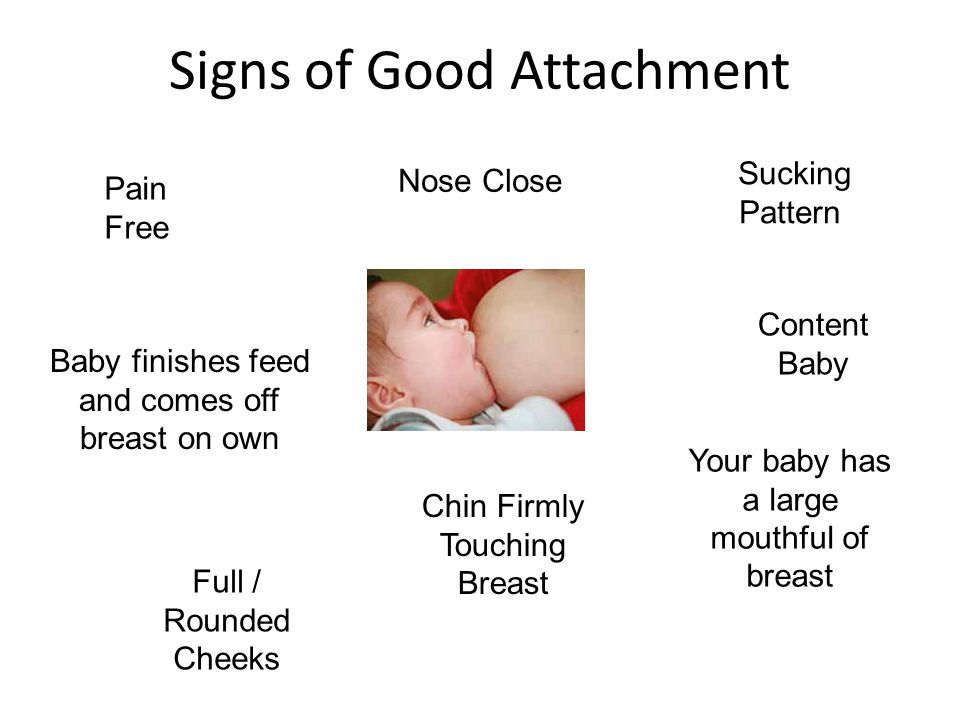 Signs of Good Attachment
Pain
Free
Nose Close
Sucking
Pattern
Baby finishes feed
and comes off
breast on own
Content
Baby
Your baby has
a large
mouthful of
breast
Chin Firmly
Touching
Breast
Full /
Rounded
Cheeks